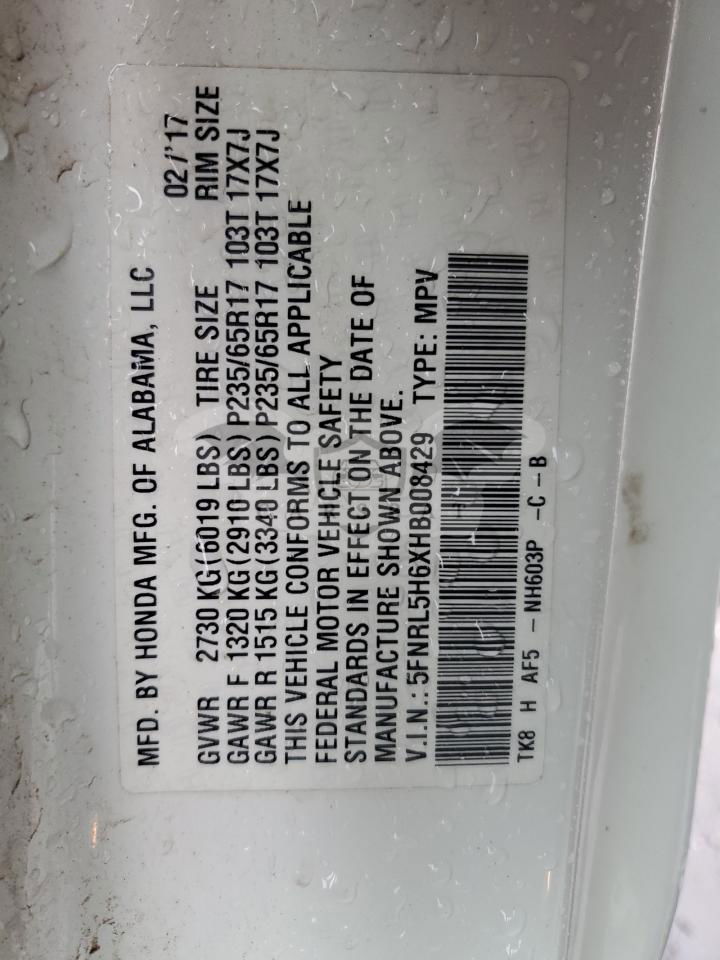 MFD. BY HONDA MFG. OF ALABAMA, LLC 02/'17
GVWR 2730 KG(6019 LBS) TIRE SIZE RIM SIZE
GAWR F 1320 KG(2910 LBS) P235/65R17 103T 17X7J
GAWR R 1515 KG(3340 LBS) P235/65R17 103T 17X7J
THIS VEHICLE CONFORMS TO ALL APPLICABLE
FEDERAL MOTOR VEHICLE SAFETY
STANDARDS IN EFFECT ON THE DATE OF
MANUFACTURE SHOWN ABOVE.
V.I.N.: 5FNRL5H6XHB008429 TYPE: MPV
TK8 H AF5 - NH603P -C-B